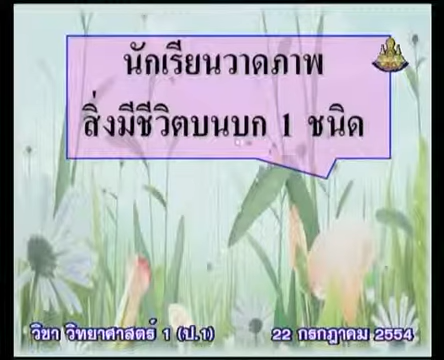 นักเรียนวาดภาพ
สิ่งมีชีวิตบนบก 1 ชนิด
วิชา วิทยาศาสตร์ 1 (ป.1) 22 กรกฎาคม 2554